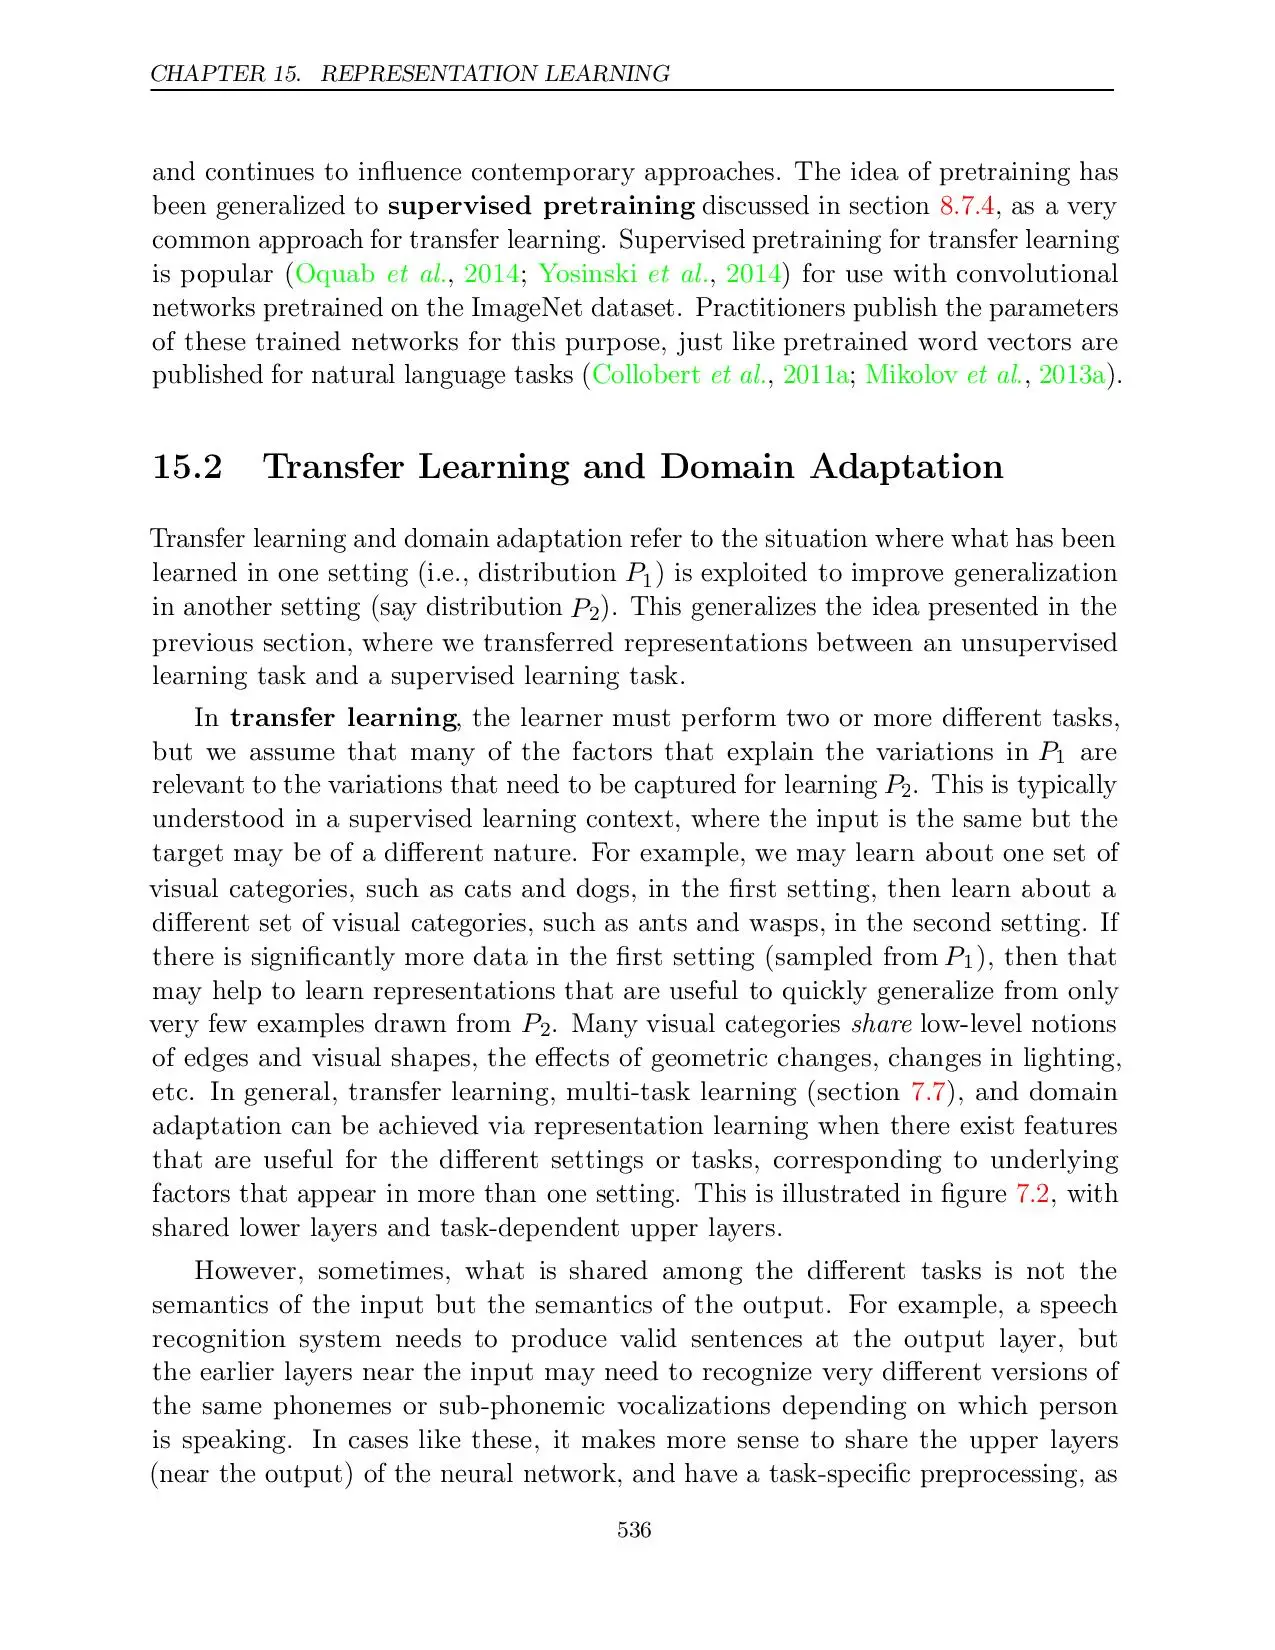 CHAPTER 15. REPRESENTATION LEARNING
and continues to influence contemporary approaches. The idea of pretraining has
been generalized to supervised pretraining discussed in section 8.7.4, as a very
common approach for transfer learning. Supervised pretraining for transfer learning
is popular (Oquab et al., 2014; Yosinski et al., 2014) for use with convolutional
networks pretrained on the ImageNet dataset. Practitioners publish the parameters
of these trained networks for this purpose, just like pretrained word vectors are
published for natural language tasks (Collobert et al., 2011a; Mikolov et al., 2013a).
15.2 Transfer Learning and Domain Adaptation
Transfer learning and domain adaptation refer to the situation where what has been
learned in one setting (i.e., distribution P1) is exploited to improve generalization
in another setting (say distribution P2). This generalizes the idea presented in the
previous section, where we transferred representations between an unsupervised
learning task and a supervised learning task.
In transfer learning, the learner must perform two or more different tasks,
but we assume that many of the factors that explain the variations in P1 are
relevant to the variations that need to be captured for learning P2. This is typically
understood in a supervised learning context, where the input is the same but the
target may be of a different nature. For example, we may learn about one set of
visual categories, such as cats and dogs, in the first setting, then learn about a
different set of visual categories, such as ants and wasps, in the second setting. If
there is significantly more data in the first setting (sampled from P1), then that
may help to learn representations that are useful to quickly generalize from only
very few examples drawn from P2. Many visual categories share low-level notions
of edges and visual shapes, the effects of geometric changes, changes in lighting,
etc. In general, transfer learning, multi-task learning (section 7.7), and domain
adaptation can be achieved via representation learning when there exist features
that are useful for the different settings or tasks, corresponding to underlying
factors that appear in more than one setting. This is illustrated in figure 7.2, with
shared lower layers and task-dependent upper layers.
However, sometimes, what is shared among the different tasks is not the
semantics of the input but the semantics of the output. For example, a speech
recognition system needs to produce valid sentences at the output layer, but
the earlier layers near the input may need to recognize very different versions of
the same phonemes or sub-phonemic vocalizations depending on which person
is speaking. In cases like these, it makes more sense to share the upper layers
(near the output) of the neural network, and have a task-specific preprocessing, as
536